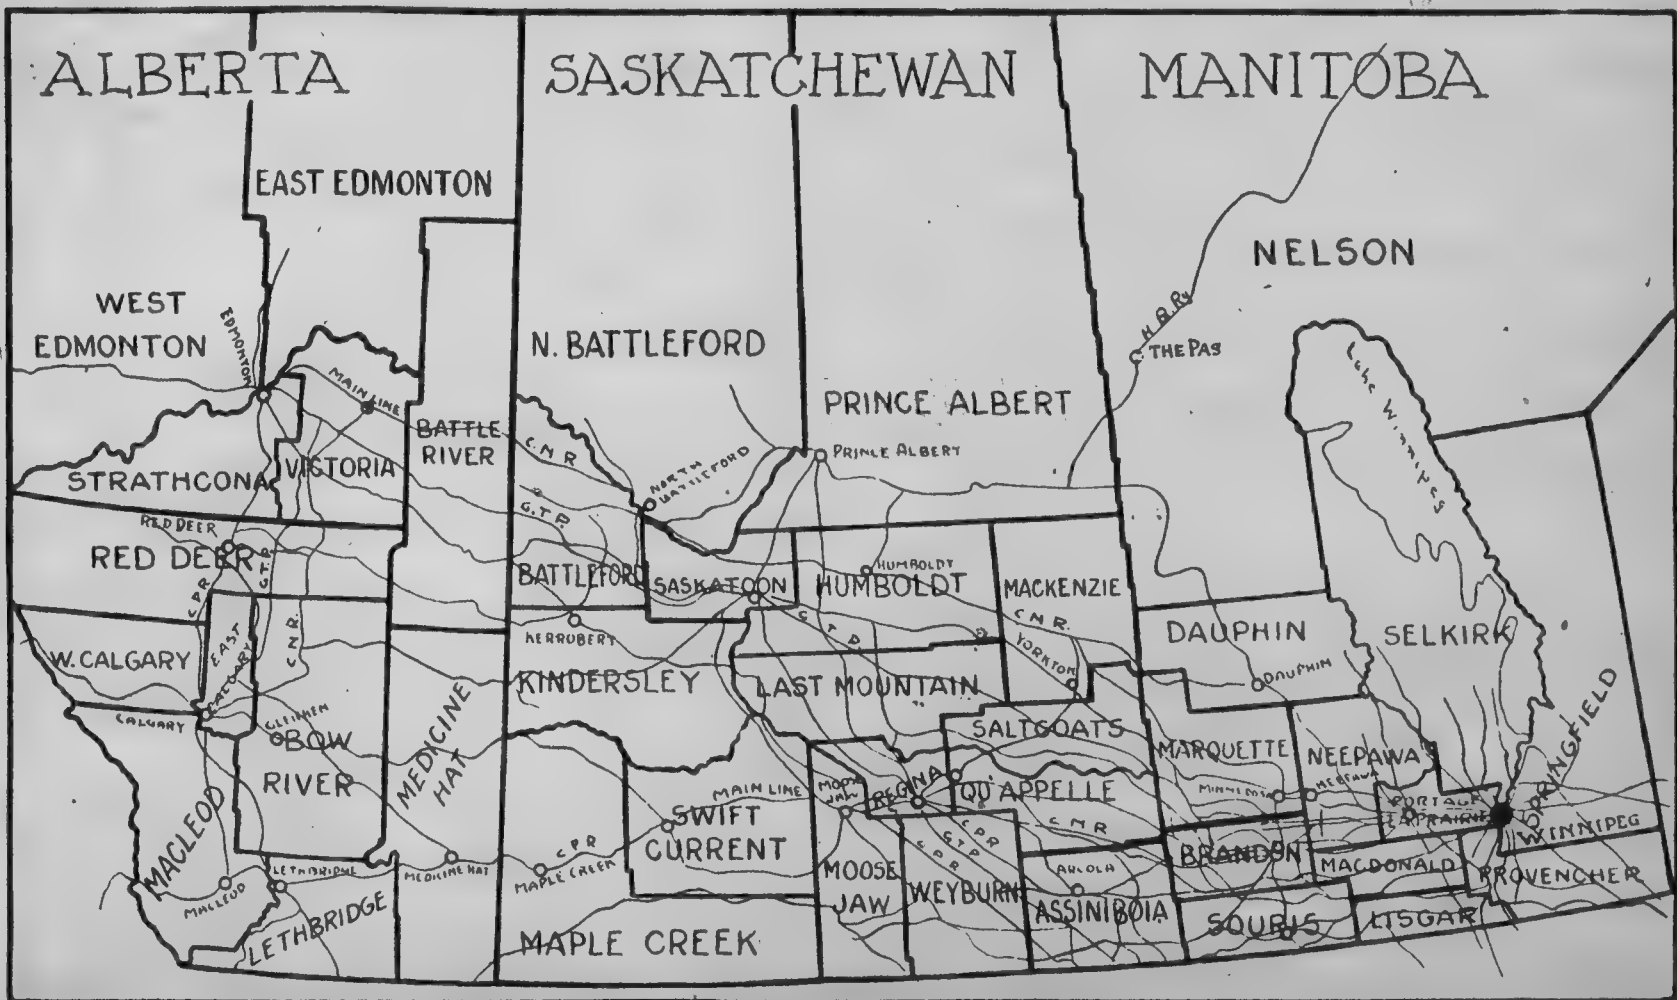 ALBERTA
SASKATCHEWAN
MANITOBA
EAST EDMONTON
WEST
EDMONTON
EDMONTON
N. BATTLEFORD
NELSON
H.B.Ry
THE PAS
Lake Winnipeg
MAIN LINE
PRINCE ALBERT
PRINCE ALBERT
BATTLE
RIVER
C.N.R
NORTH
BATTLEFORD
STRATHCONA
VICTORIA
G.T.P.
RED DEER
RED DEER
C.P.R
G.T.P.
C.N.R.
BATTLEFORD
SASKATOON
HUMBOLDT
HUMBOLDT
MACKENZIE
C.N.R.
G.T.P.
YORKTON
KERROBERT
DAUPHIN
DAUPHIN
SELKIRK
W. CALGARY
EAST
CALGARY
CALGARY
KINDERSLEY
LAST MOUNTAIN
SALTCOATS
GLEICHEN
BOW
RIVER
MEDICINE
HAT
MARQUETTE
NEEPAWA
NEEPAWA
MINNEDOSA
SPRINGFIELD
MAIN LINE
MOOSE
JAW
REGINA
QU'APPELLE
PORTAGE
LA PRAIRIE
WINNIPEG
SWIFT
CURRENT
C.P.R
G.T.P
C.P.R
C.N.R
MACLEOD
MACLEOD
LETHBRIDGE
LETHBRIDGE
MEDICINE HAT
MAPLE CREEK
C P R
MOOSE
JAW
WEYBURN
ASSINIBOIA
BRANDON
MACDONALD
PROVENCHER
SOURIS
LISGAR
MAPLE CREEK